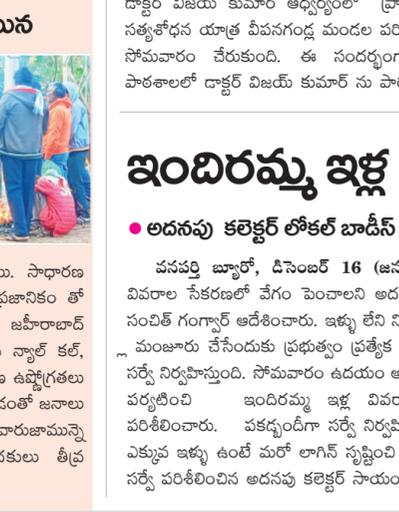 యిన
యి. సాధారణ
ప్రజానికం తో
జహీరాబాద్
న్యాల్ కల్,
ఉష్ణోగ్రతలు
డంతో జనాలు
వారుజామున్నె
దకులు తీవ్ర
డాక్టర్ విజయ్ కుమార్ ఆధ్వర్యంలో
సత్యశోధన యాత్ర వీపనగండ్ల మండల పరి
సోమవారం చేరుకుంది. ఈ సందర్భంగ
పాఠశాలలో డాక్టర్ విజయ్ కుమార్ ను పా
ఇందిరమ్మ ఇళ్ల
● అదనపు కలెక్టర్ లోకల్ బాడీస్
వనపర్తి బ్యూరో, డిసెంబర్ 16 (జన
వివరాల సేకరణలో వేగం పెంచాలని అద
సంచిత్ గంగ్వార్ ఆదేశించారు. ఇళ్ళు లేని ని
్ల మంజూరు చేసేందుకు ప్రభుత్వం ప్రత్యేక
సర్వే నిర్వహిస్తుంది. సోమవారం ఉదయం అ
పర్యటించి ఇందిరమ్మ ఇళ్ల వివర
పరిశీలించారు. పకడ్బందీగా సర్వే నిర్వహి
ఎక్కువ ఇళ్ళు ఉంటే మరో లాగిన్ సృష్టించి
సర్వే పరిశీలించిన అదనపు కలెక్టర్ సాయం